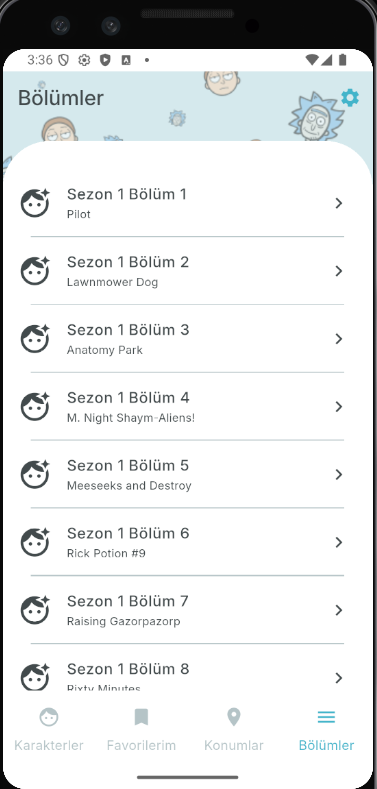 3:36
Bölümler
Sezon 1 Bölüm 1
Pilot
Sezon 1 Bölüm 2
Lawnmower Dog
Sezon 1 Bölüm 3
Anatomy Park
Sezon 1 Bölüm 4
M. Night Shaym-Aliens!
Sezon 1 Bölüm 5
Meeseeks and Destroy
Sezon 1 Bölüm 6
Rick Potion #9
Sezon 1 Bölüm 7
Raising Gazorpazorp
Sezon 1 Bölüm 8
Rixty Minutes
Karakterler Favorilerim Konumlar Bölümler